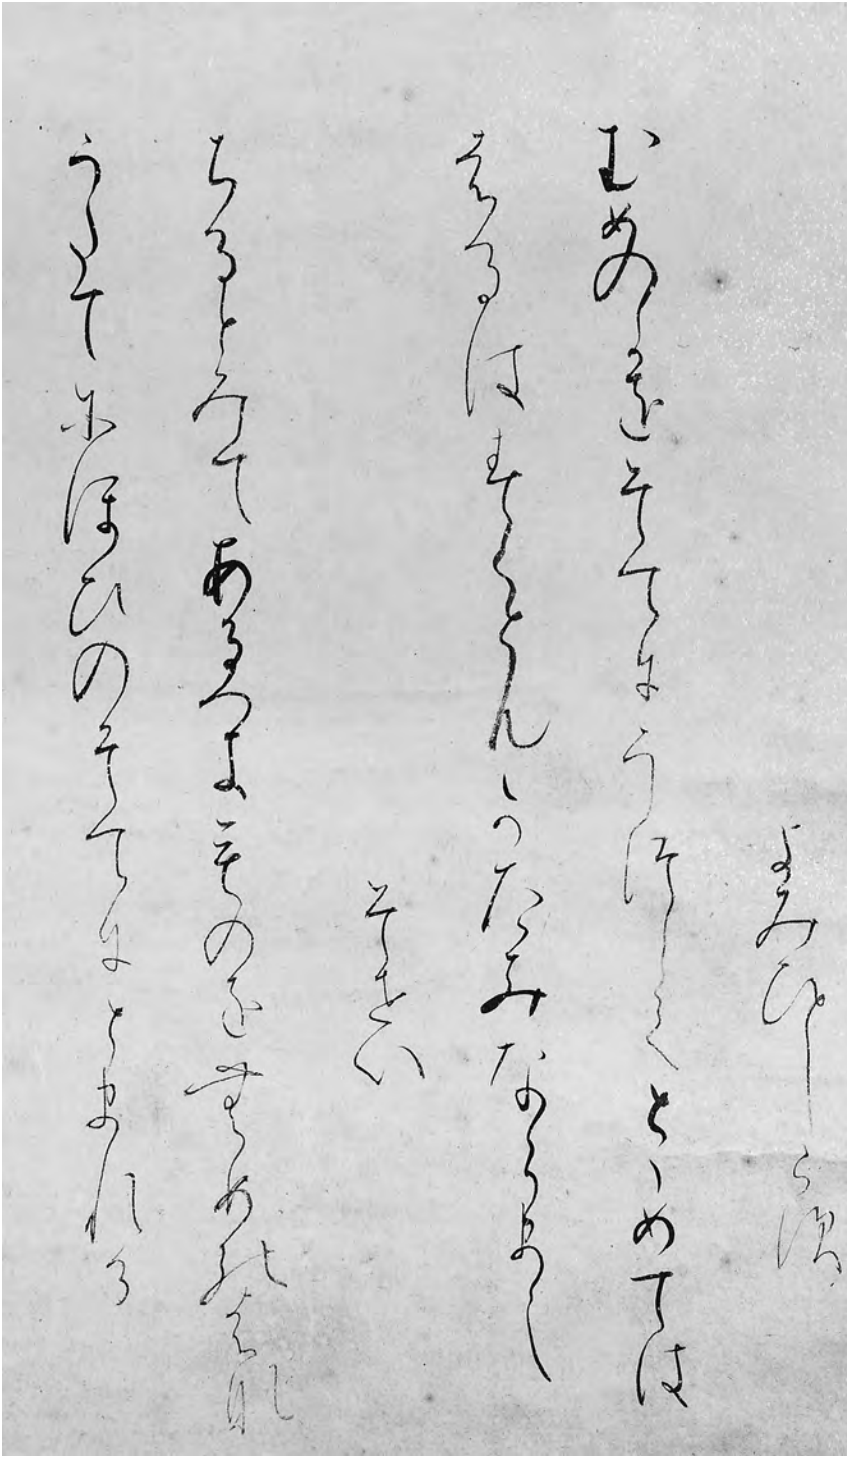 よみひとしらす
むめのかをそてにうつしてとゝめては
はるはすくともかたみならまし
そせい
ちるとみてあるへきものをむめのはな
うたてにほひのそてにとまれる